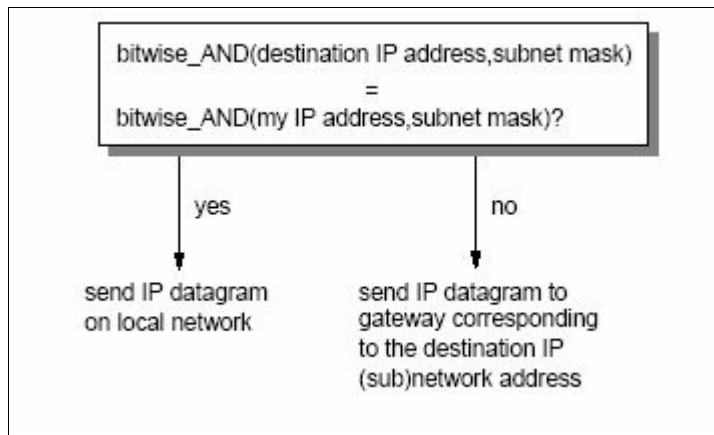 bitwise_AND(destination IP address,subnet mask)
=
bitwise_AND(my IP address,subnet mask)?
yes
no
send IP datagram
on local network
send IP datagram to
gateway corresponding
to the destination IP
(sub)network address